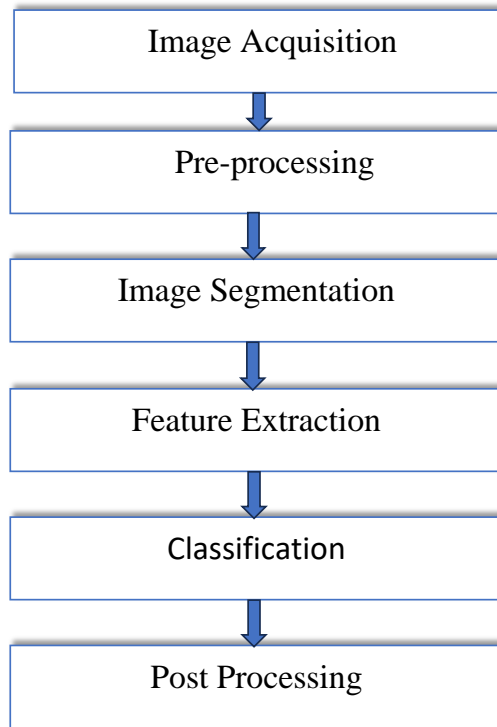 Image Acquisition
Pre-processing
Image Segmentation
Feature Extraction
Classification
Post Processing